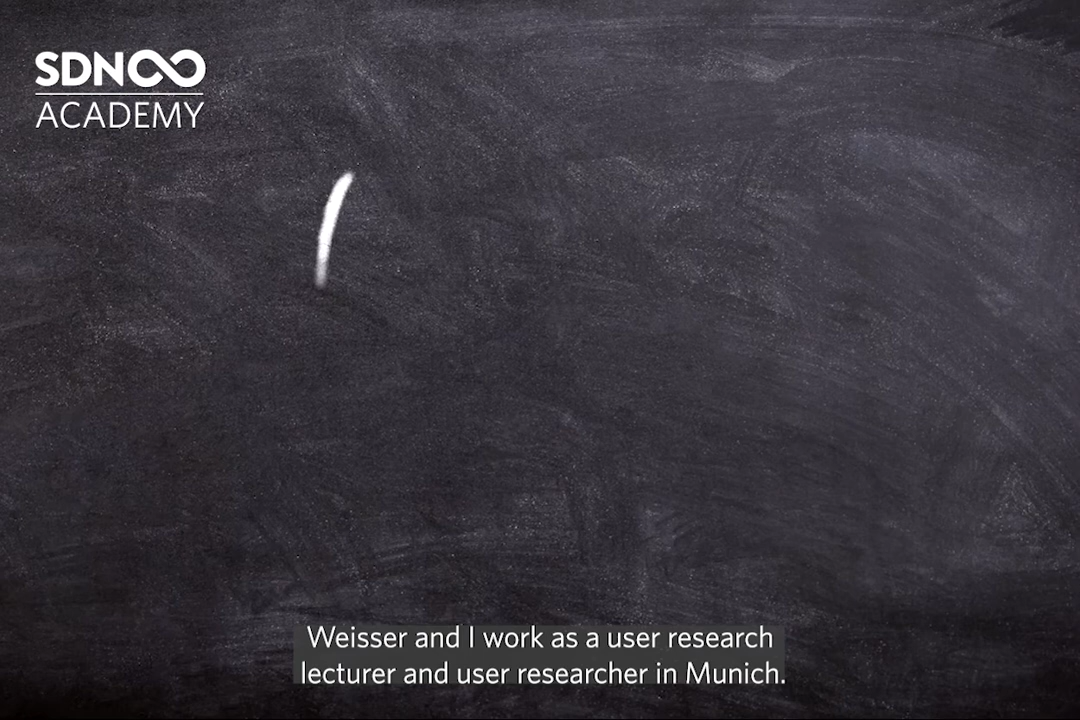 SDN
ACADEMY
Weisser and I work as a user research
lecturer and user researcher in Munich.